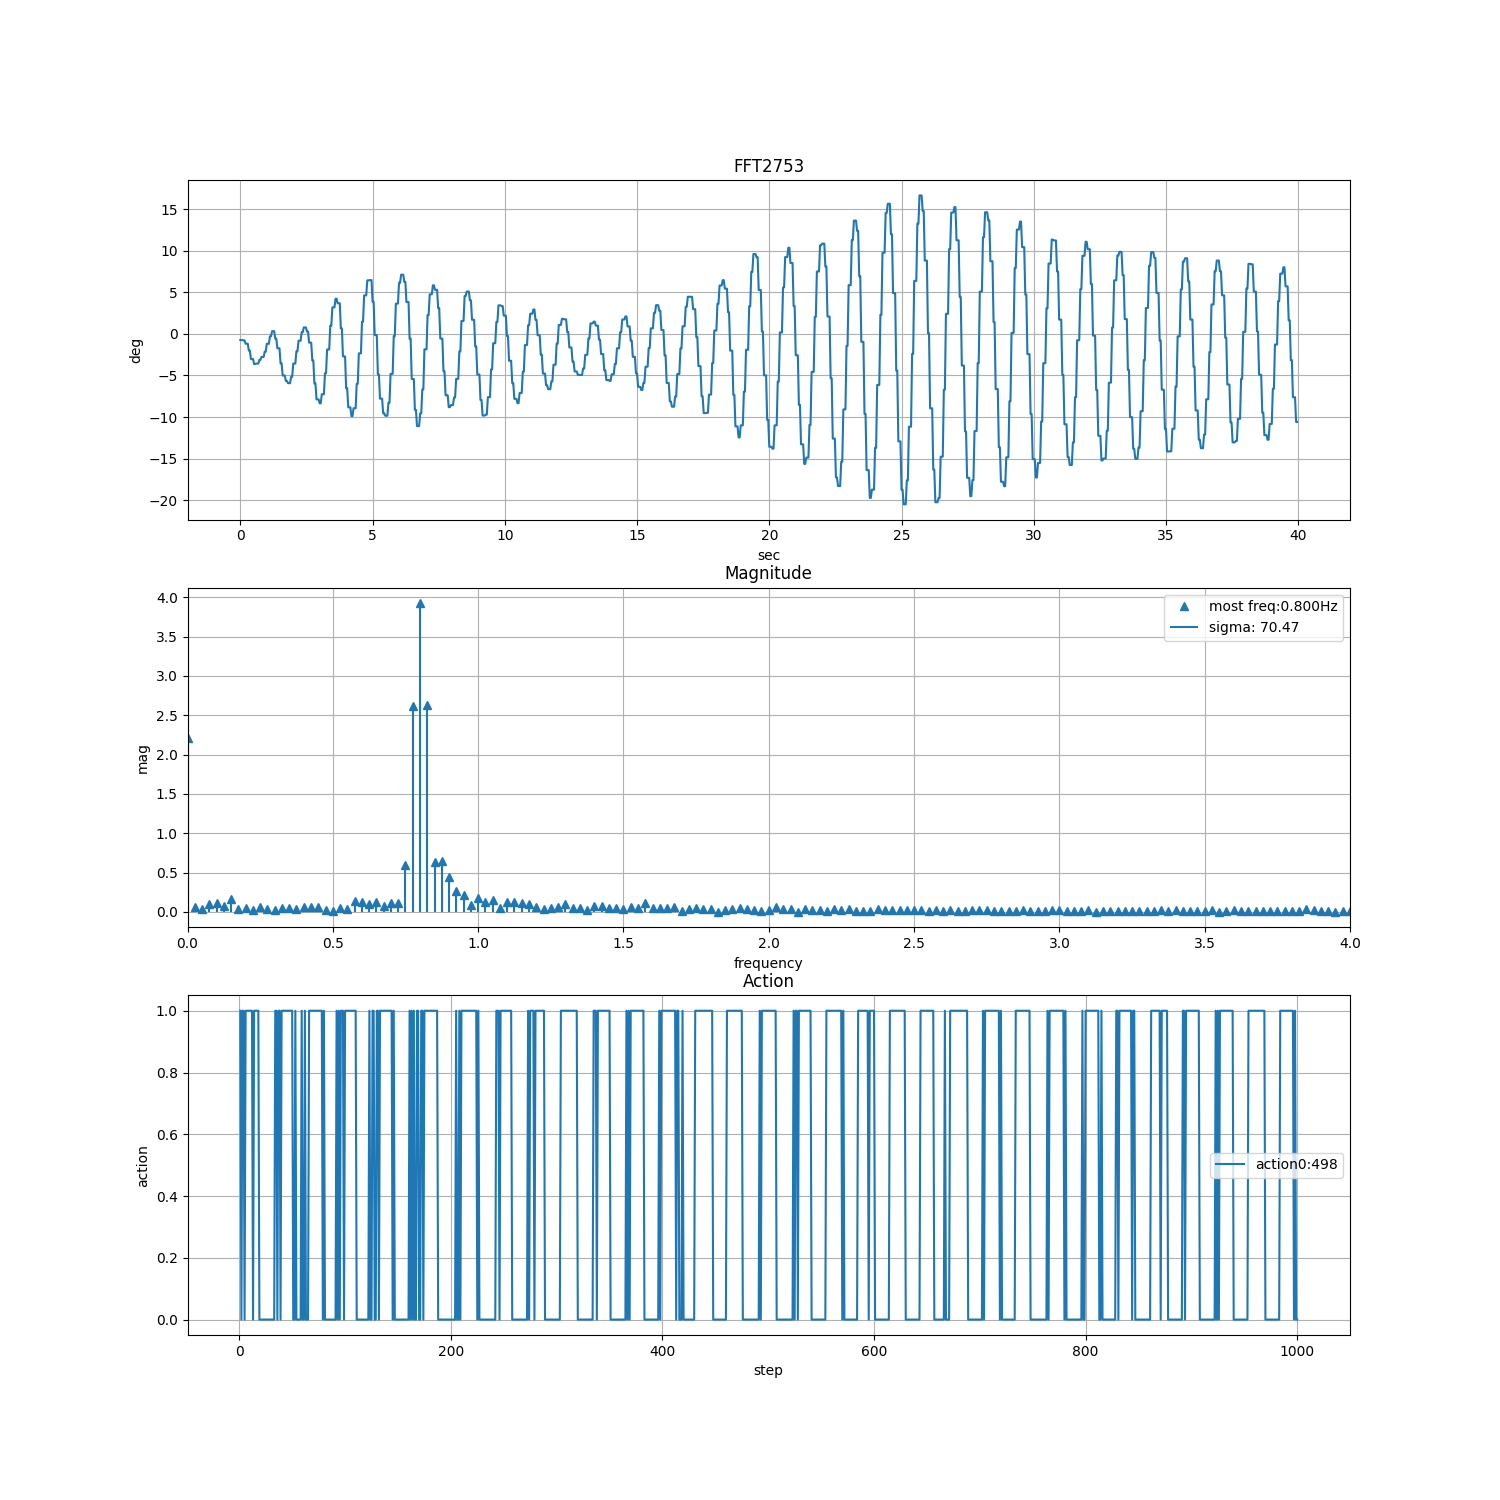 FFT2753
15
10
5
0
−5
−10
−15
−20
deg
0 5 10 15 20 25 30 35 40
sec
Magnitude
4.0
3.5
3.0
2.5
2.0
1.5
1.0
0.5
0.0
mag
most freq:0.800Hz
sigma: 70.47
0.0 0.5 1.0 1.5 2.0 2.5 3.0 3.5 4.0
frequency
Action
1.0
0.8
0.6
0.4
0.2
0.0
action
action0:498
0 200 400 600 800 1000
step